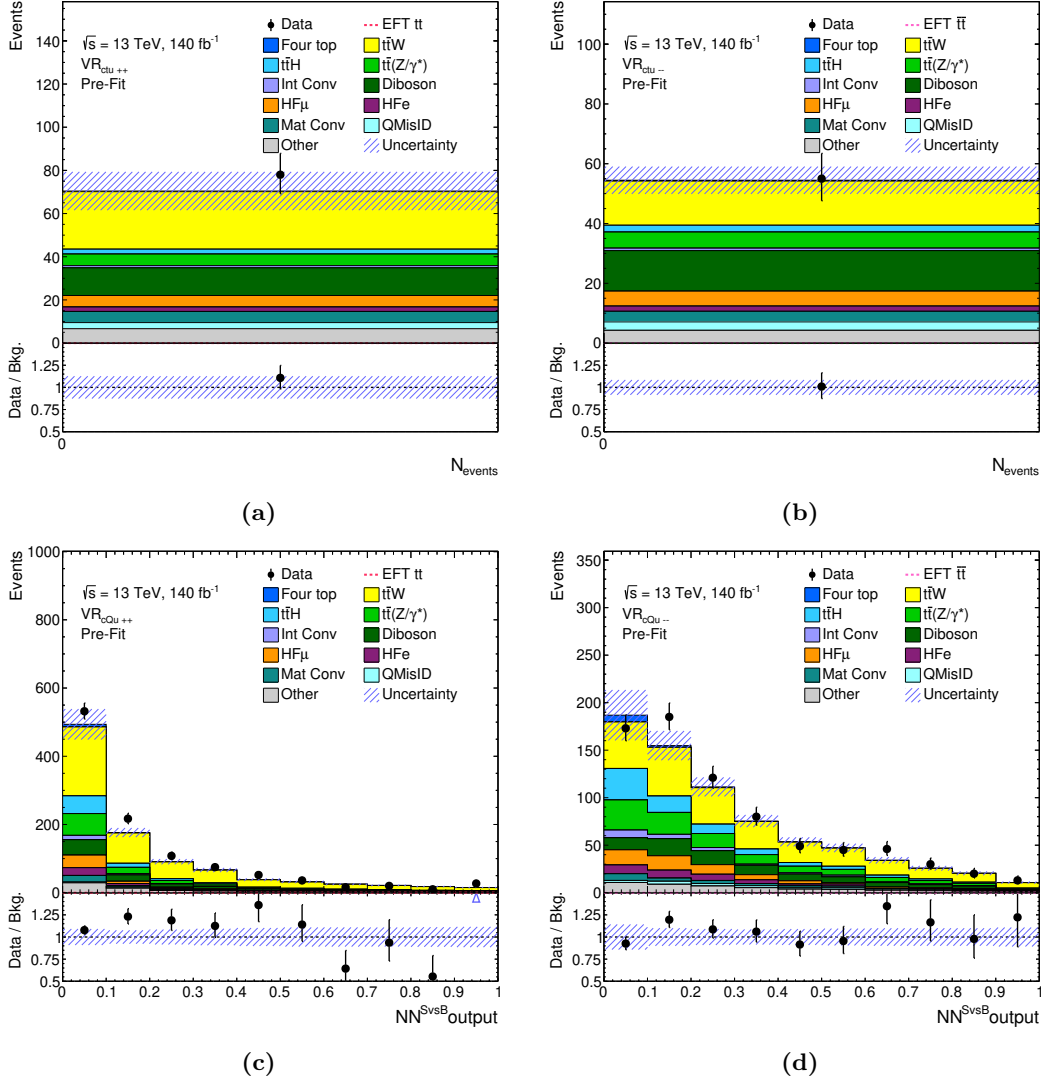 Events
160
140
120
100
80
60
40
20
0
√s = 13 TeV, 140 fb⁻¹
VR_ctu ++
Pre-Fit
Data
EFT tt
Four top
tt̄W
tt̄H
tt̄(Z/γ*)
Int Conv
Diboson
HFμ
HFe
Mat Conv
QMisID
Other
Uncertainty
Data / Bkg.
1.25
1
0.75
0.5
0
N_events
(a)
Events
100
80
60
40
20
0
√s = 13 TeV, 140 fb⁻¹
VR_ctu --
Pre-Fit
Data
EFT t̄t̄
Four top
tt̄W
tt̄H
tt̄(Z/γ*)
Int Conv
Diboson
HFμ
HFe
Mat Conv
QMisID
Other
Uncertainty
Data / Bkg.
1.25
1
0.75
0.5
0
N_events
(b)
Events
1000
800
600
400
200
0
√s = 13 TeV, 140 fb⁻¹
VR_cQu ++
Pre-Fit
Data
EFT tt
Four top
tt̄W
tt̄H
tt̄(Z/γ*)
Int Conv
Diboson
HFμ
HFe
Mat Conv
QMisID
Other
Uncertainty
Data / Bkg.
1.25
1
0.75
0.5
0 0.1 0.2 0.3 0.4 0.5 0.6 0.7 0.8 0.9 1
NN^SvsB output
(c)
Events
350
300
250
200
150
100
50
0
√s = 13 TeV, 140 fb⁻¹
VR_cQu --
Pre-Fit
Data
EFT t̄t̄
Four top
tt̄W
tt̄H
tt̄(Z/γ*)
Int Conv
Diboson
HFμ
HFe
Mat Conv
QMisID
Other
Uncertainty
Data / Bkg.
1.25
1
0.75
0.5
0 0.1 0.2 0.3 0.4 0.5 0.6 0.7 0.8 0.9 1
NN^SvsB output
(d)